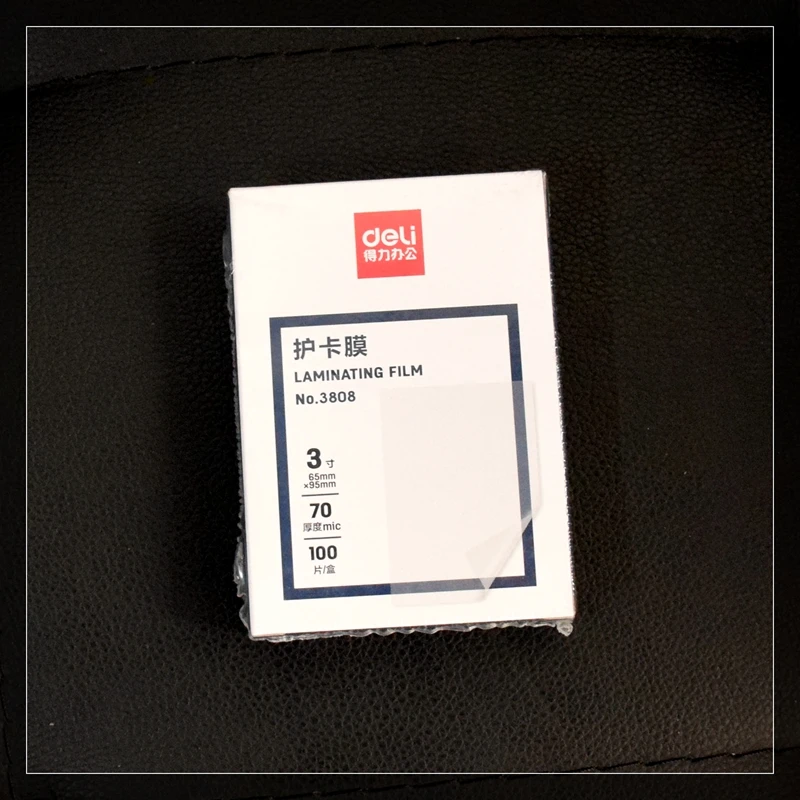 deli
得力办公
护卡膜
LAMINATING FILM
No.3808
3寸
65mm
×95mm
70
厚度mic
100
片/盒